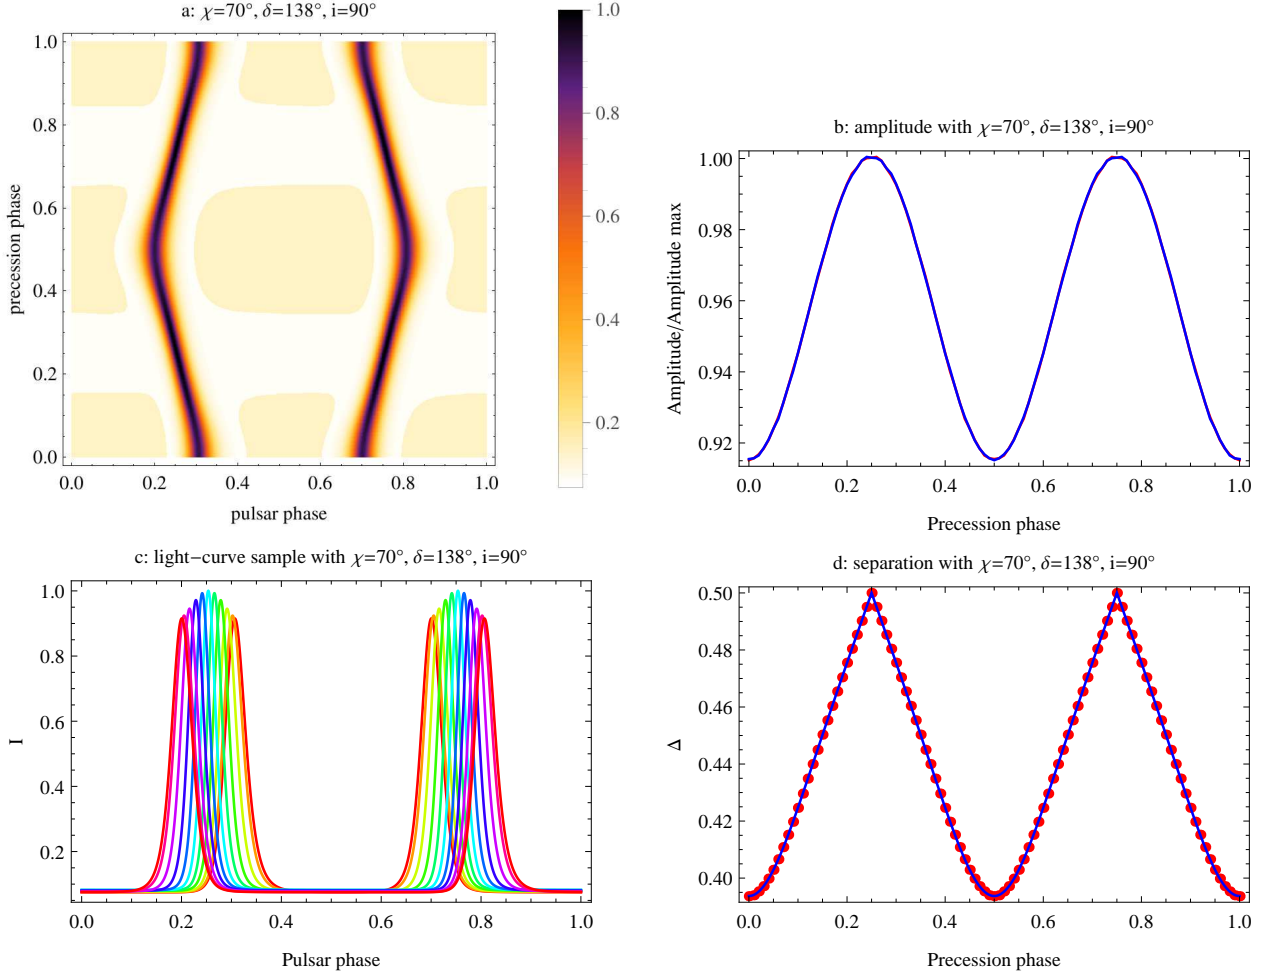 a: χ=70°, δ=138°, i=90°
1.0
0.8
0.6
0.4
0.2
0.0
precession phase
0.0 0.2 0.4 0.6 0.8 1.0
pulsar phase
1.0
0.8
0.6
0.4
0.2
b: amplitude with χ=70°, δ=138°, i=90°
1.00
0.98
0.96
0.94
0.92
Amplitude/Amplitude max
0.0 0.2 0.4 0.6 0.8 1.0
Precession phase
c: light−curve sample with χ=70°, δ=138°, i=90°
1.0
0.8
0.6
0.4
0.2
I
0.0 0.2 0.4 0.6 0.8 1.0
Pulsar phase
d: separation with χ=70°, δ=138°, i=90°
0.50
0.48
0.46
0.44
0.42
0.40
Δ
0.0 0.2 0.4 0.6 0.8 1.0
Precession phase